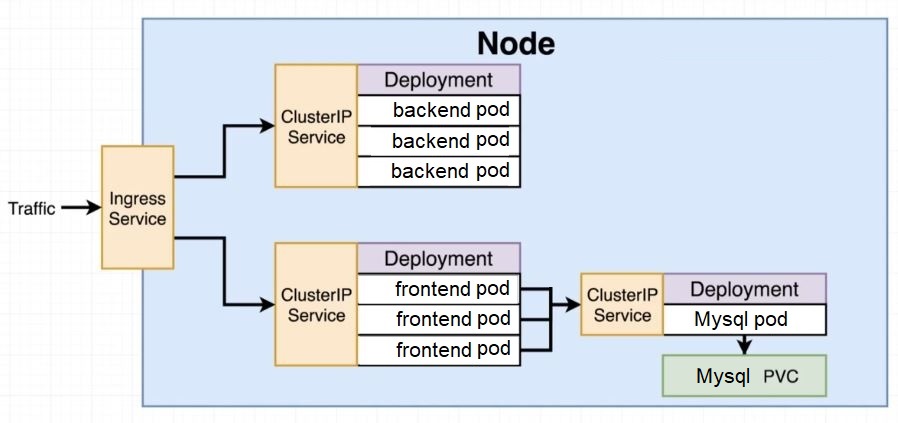 Node
Traffic
Ingress
Service
ClusterIP
Service
Deployment
backend pod
backend pod
backend pod
ClusterIP
Service
Deployment
frontend pod
frontend pod
frontend pod
ClusterIP
Service
Deployment
Mysql pod
Mysql PVC